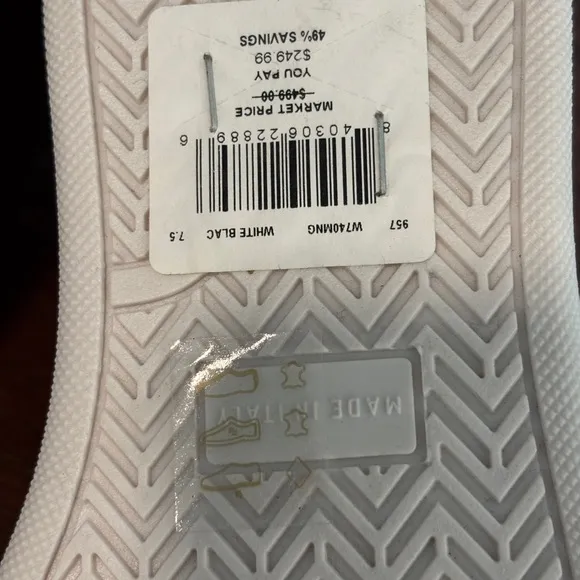 957 W740MNG WHITE BLAC 7.5
8 40306 22889 6
MARKET PRICE
$499.00
YOU PAY
$249.99
49% SAVINGS
MADE IN ITALY